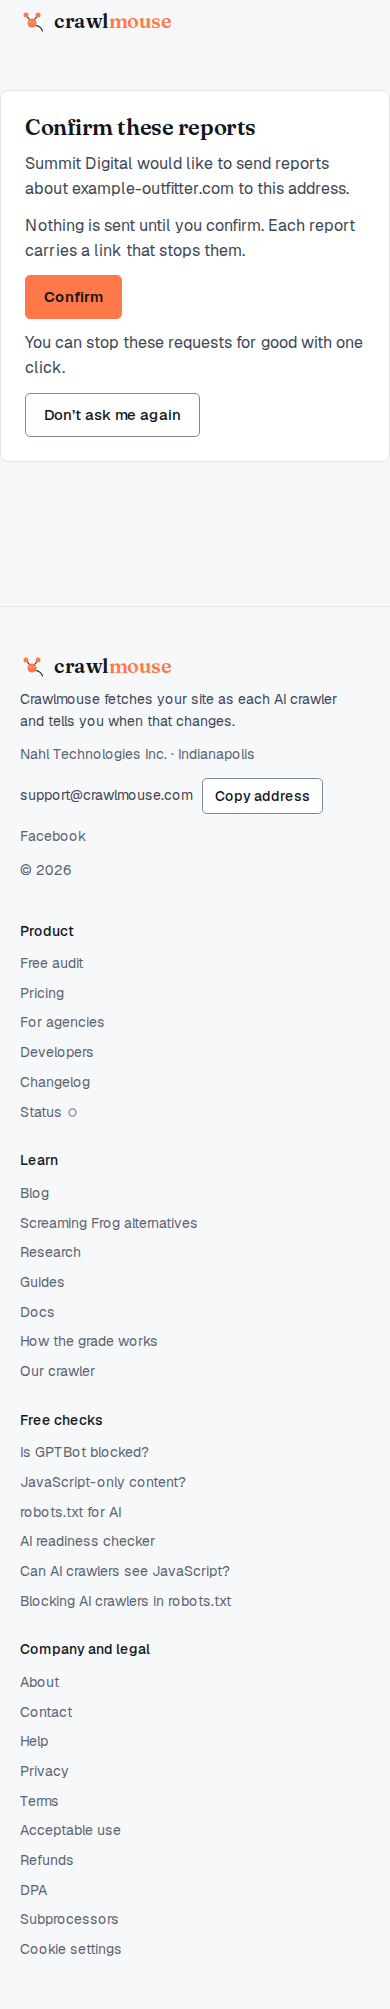 crawlmouse
Confirm these reports
Summit Digital would like to send reports
about example-outfitter.com to this address.
Nothing is sent until you confirm. Each report
carries a link that stops them.
Confirm
You can stop these requests for good with one
click.
Don't ask me again
crawlmouse
Crawlmouse fetches your site as each AI crawler
and tells you when that changes.
Nahl Technologies Inc. · Indianapolis
support@crawlmouse.com Copy address
Facebook
© 2026
Product
Free audit
Pricing
For agencies
Developers
Changelog
Status
Learn
Blog
Screaming Frog alternatives
Research
Guides
Docs
How the grade works
Our crawler
Free checks
Is GPTBot blocked?
JavaScript-only content?
robots.txt for AI
AI readiness checker
Can AI crawlers see JavaScript?
Blocking AI crawlers in robots.txt
Company and legal
About
Contact
Help
Privacy
Terms
Acceptable use
Refunds
DPA
Subprocessors
Cookie settings